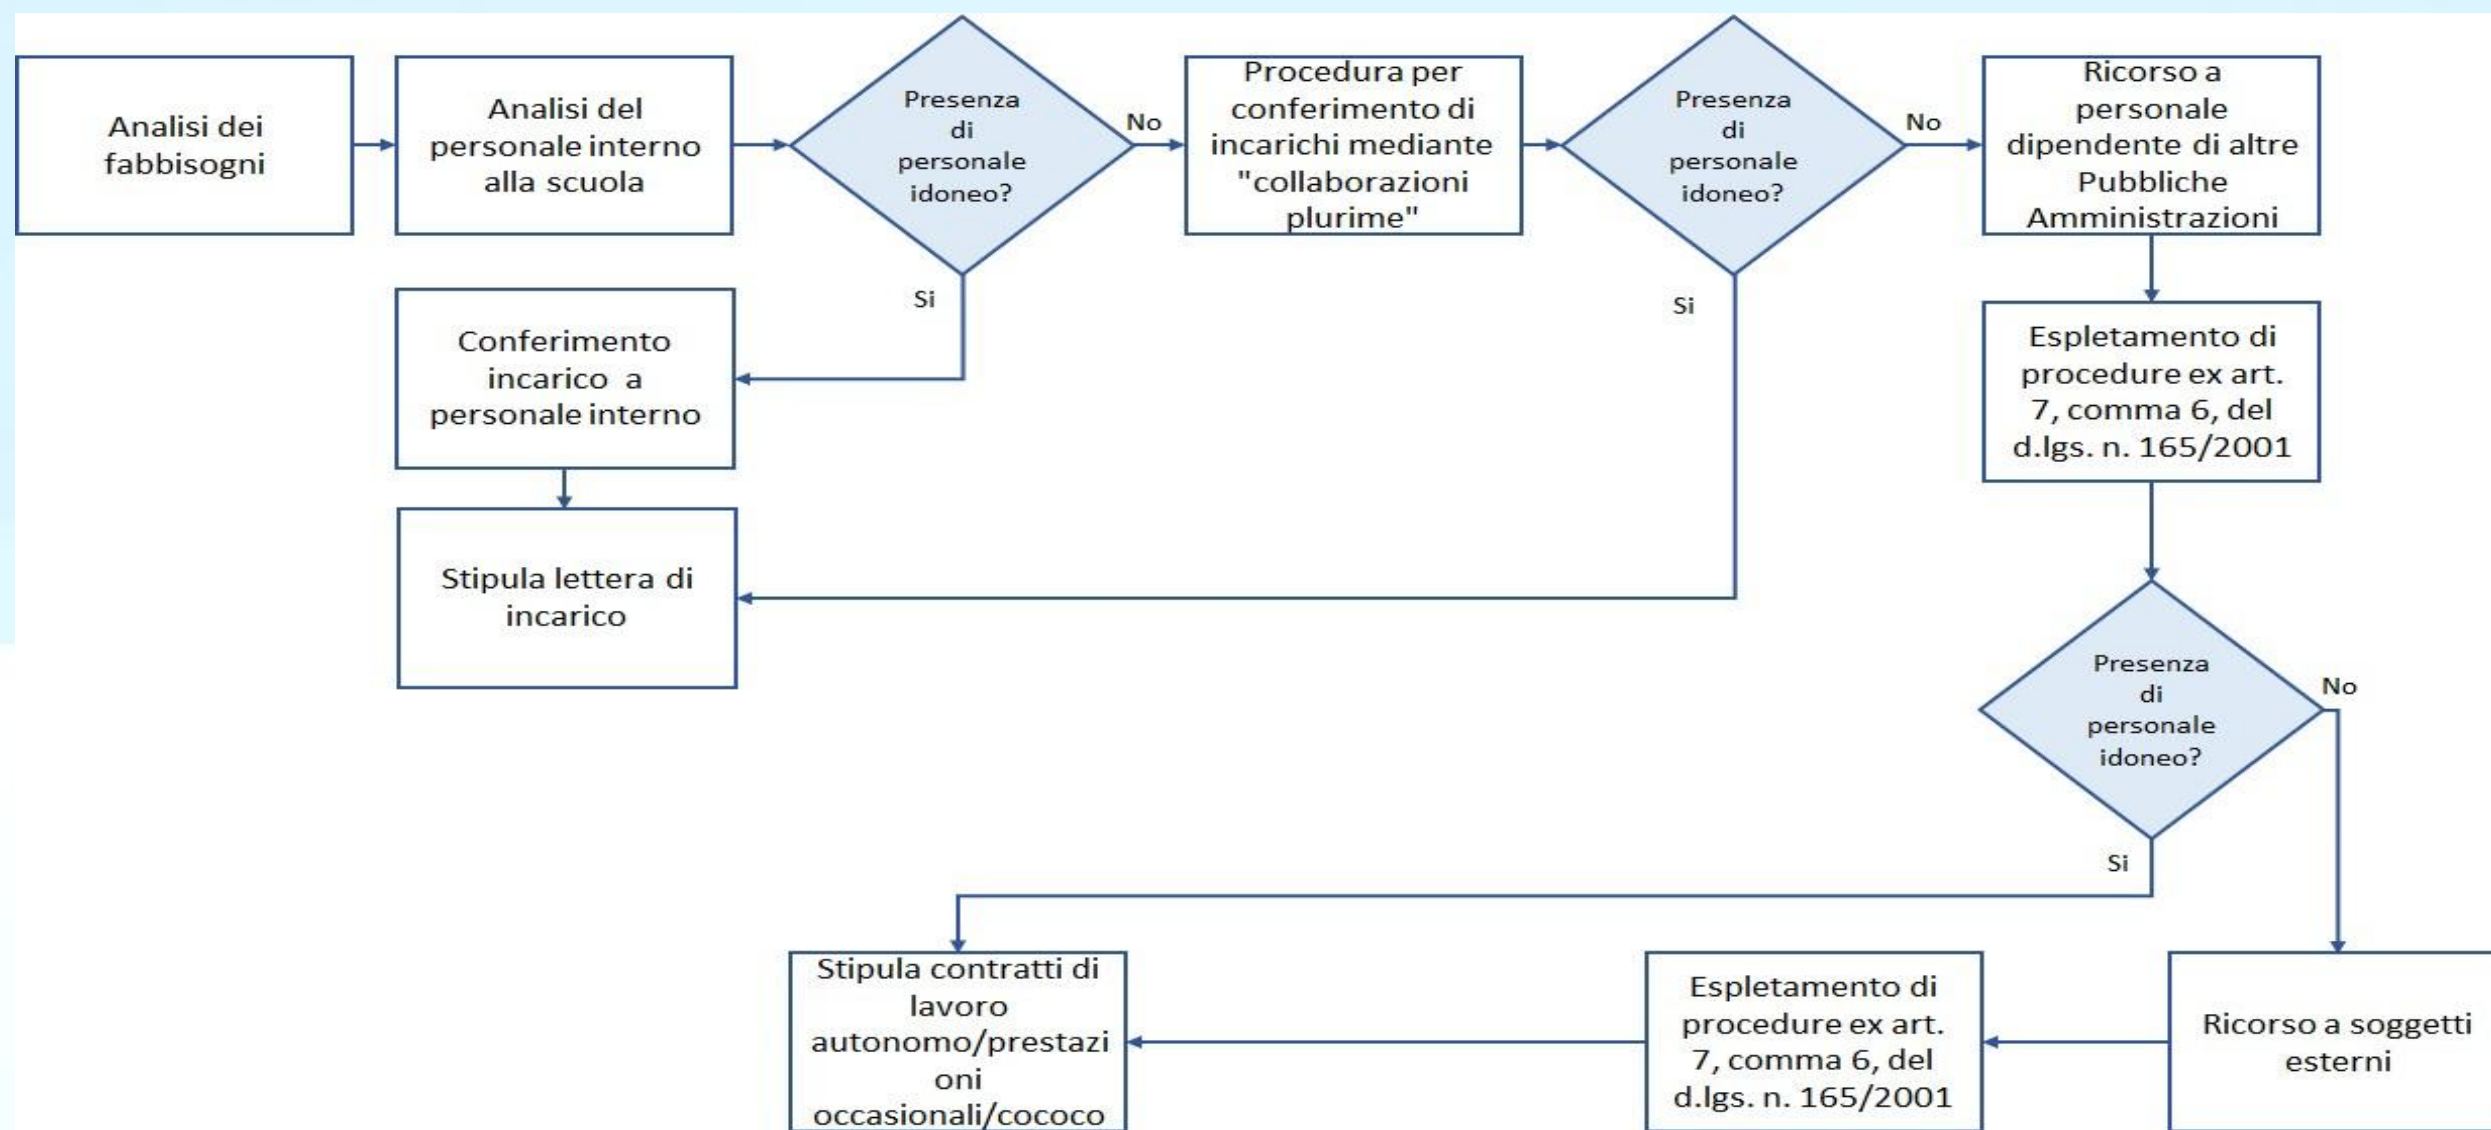 Analisi dei
fabbisogni
Analisi del
personale interno
alla scuola
Presenza
di
personale
idoneo?
No
Procedura per
conferimento di
incarichi mediante
"collaborazioni
plurime"
Presenza
di
personale
idoneo?
No
Ricorso a
personale
dipendente di altre
Pubbliche
Amministrazioni
Si
Si
Conferimento
incarico a
personale interno
Espletamento di
procedure ex art.
7, comma 6, del
d.lgs. n. 165/2001
Stipula lettera di
incarico
Presenza
di
personale
idoneo?
No
Si
Stipula contratti di
lavoro
autonomo/prestazi
oni
occasionali/cococo
Espletamento di
procedure ex art.
7, comma 6, del
d.lgs. n. 165/2001
Ricorso a soggetti
esterni